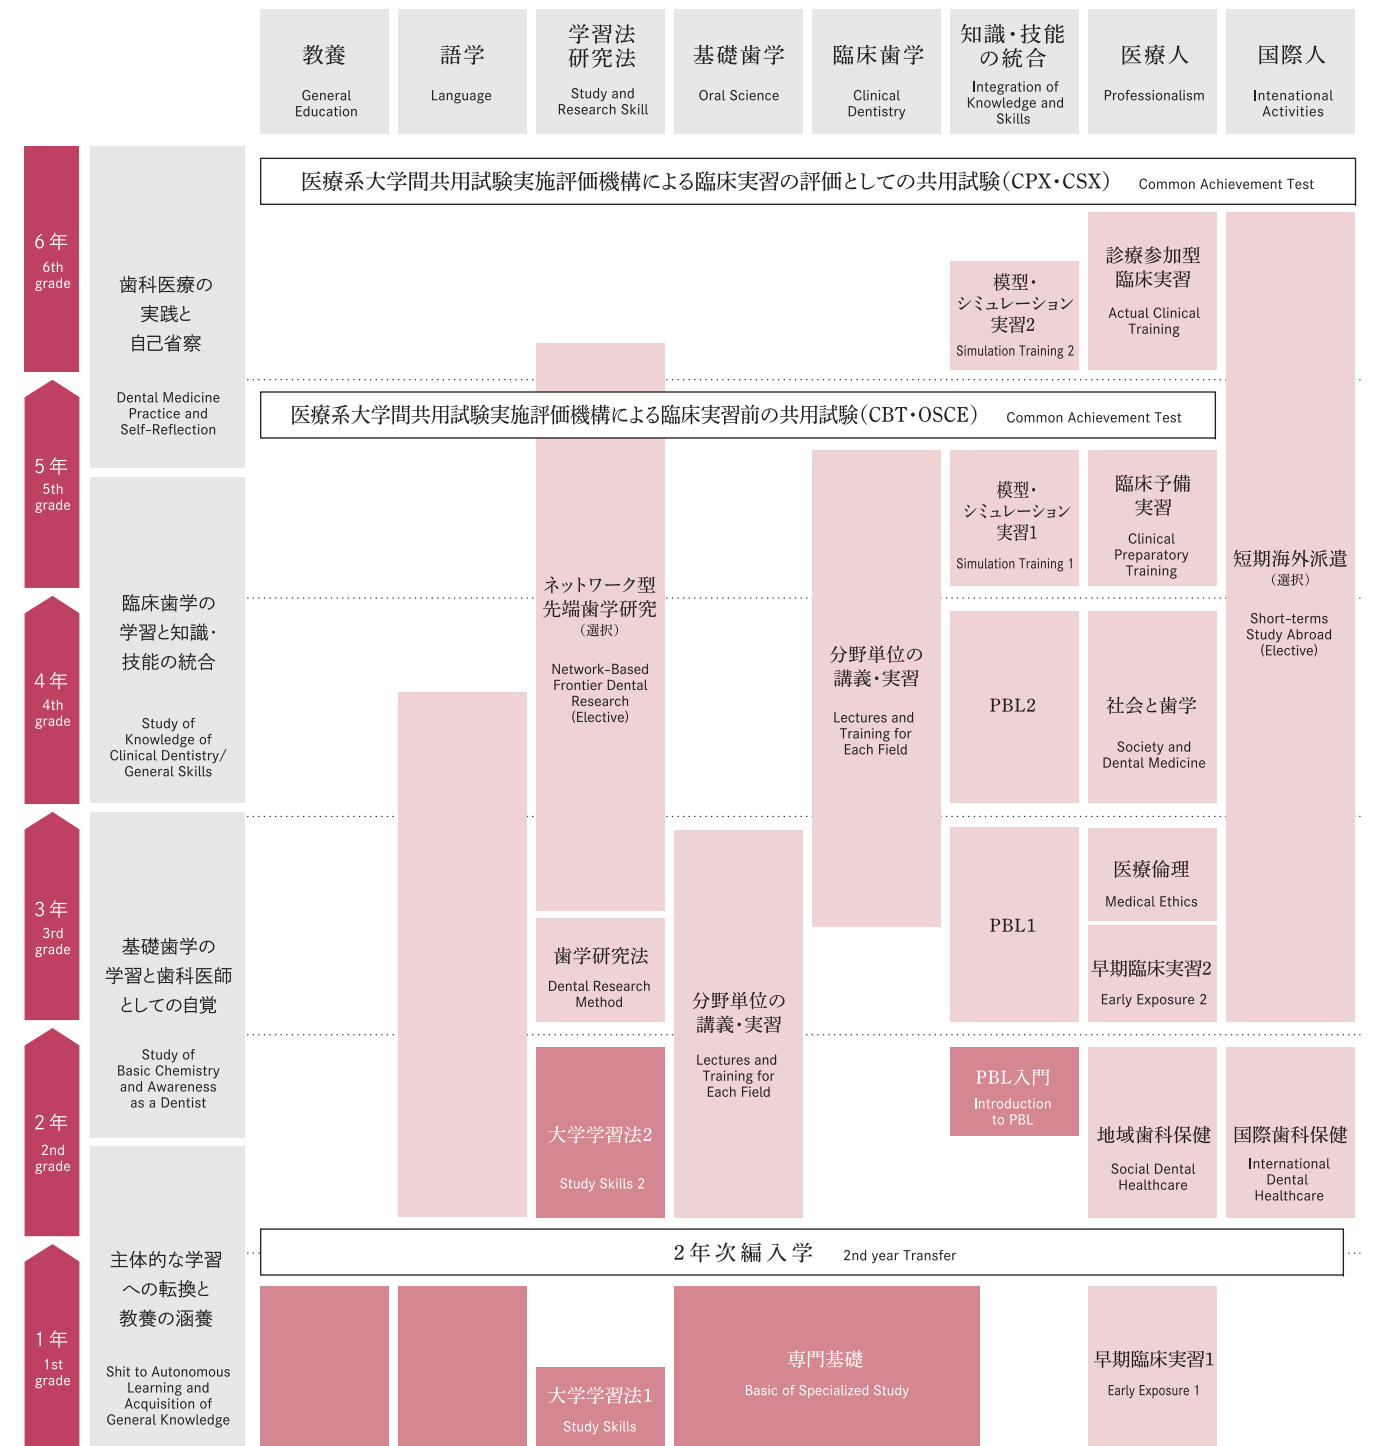 教養
General
Education
語学
Language
学習法
研究法
Study and
Research Skill
基礎歯学
Oral Science
臨床歯学
Clinical
Dentistry
知識・技能
の統合
Integration of
Knowledge and
Skills
医療人
Professionalism
国際人
Intenational
Activities
医療系大学間共用試験実施評価機構による臨床実習の評価としての共用試験(CPX・CSX) Common Achievement Test
6年
6th
grade
歯科医療の
実践と
自己省察
Dental Medicine
Practice and
Self-Reflection
模型・
シミュレーション
実習2
Simulation Training 2
診療参加型
臨床実習
Actual Clinical
Training
医療系大学間共用試験実施評価機構による臨床実習前の共用試験(CBT・OSCE) Common Achievement Test
5年
5th
grade
模型・
シミュレーション
実習1
Simulation Training 1
臨床予備
実習
Clinical
Preparatory
Training
短期海外派遣
(選択)
Short-terms
Study Abroad
(Elective)
ネットワーク型
先端歯学研究
(選択)
Network-Based
Frontier Dental
Research
(Elective)
分野単位の
講義・実習
Lectures and
Training for
Each Field
4年
4th
grade
臨床歯学の
学習と知識・
技能の統合
Study of
Knowledge of
Clinical Dentistry/
General Skills
PBL2
社会と歯学
Society and
Dental Medicine
3年
3rd
grade
基礎歯学の
学習と歯科医師
としての自覚
Study of
Basic Chemistry
and Awareness
as a Dentist
歯学研究法
Dental Research
Method
分野単位の
講義・実習
Lectures and
Training for
Each Field
PBL1
医療倫理
Medical Ethics
早期臨床実習2
Early Exposure 2
2年
2nd
grade
大学学習法2
Study Skills 2
PBL入門
Introduction
to PBL
地域歯科保健
Social Dental
Healthcare
国際歯科保健
International
Dental
Healthcare
2年次編入学 2nd year Transfer
1年
1st
grade
主体的な学習
への転換と
教養の涵養
Shit to Autonomous
Learning and
Acquisition of
General Knowledge
大学学習法1
Study Skills
専門基礎
Basic of Specialized Study
早期臨床実習1
Early Exposure 1